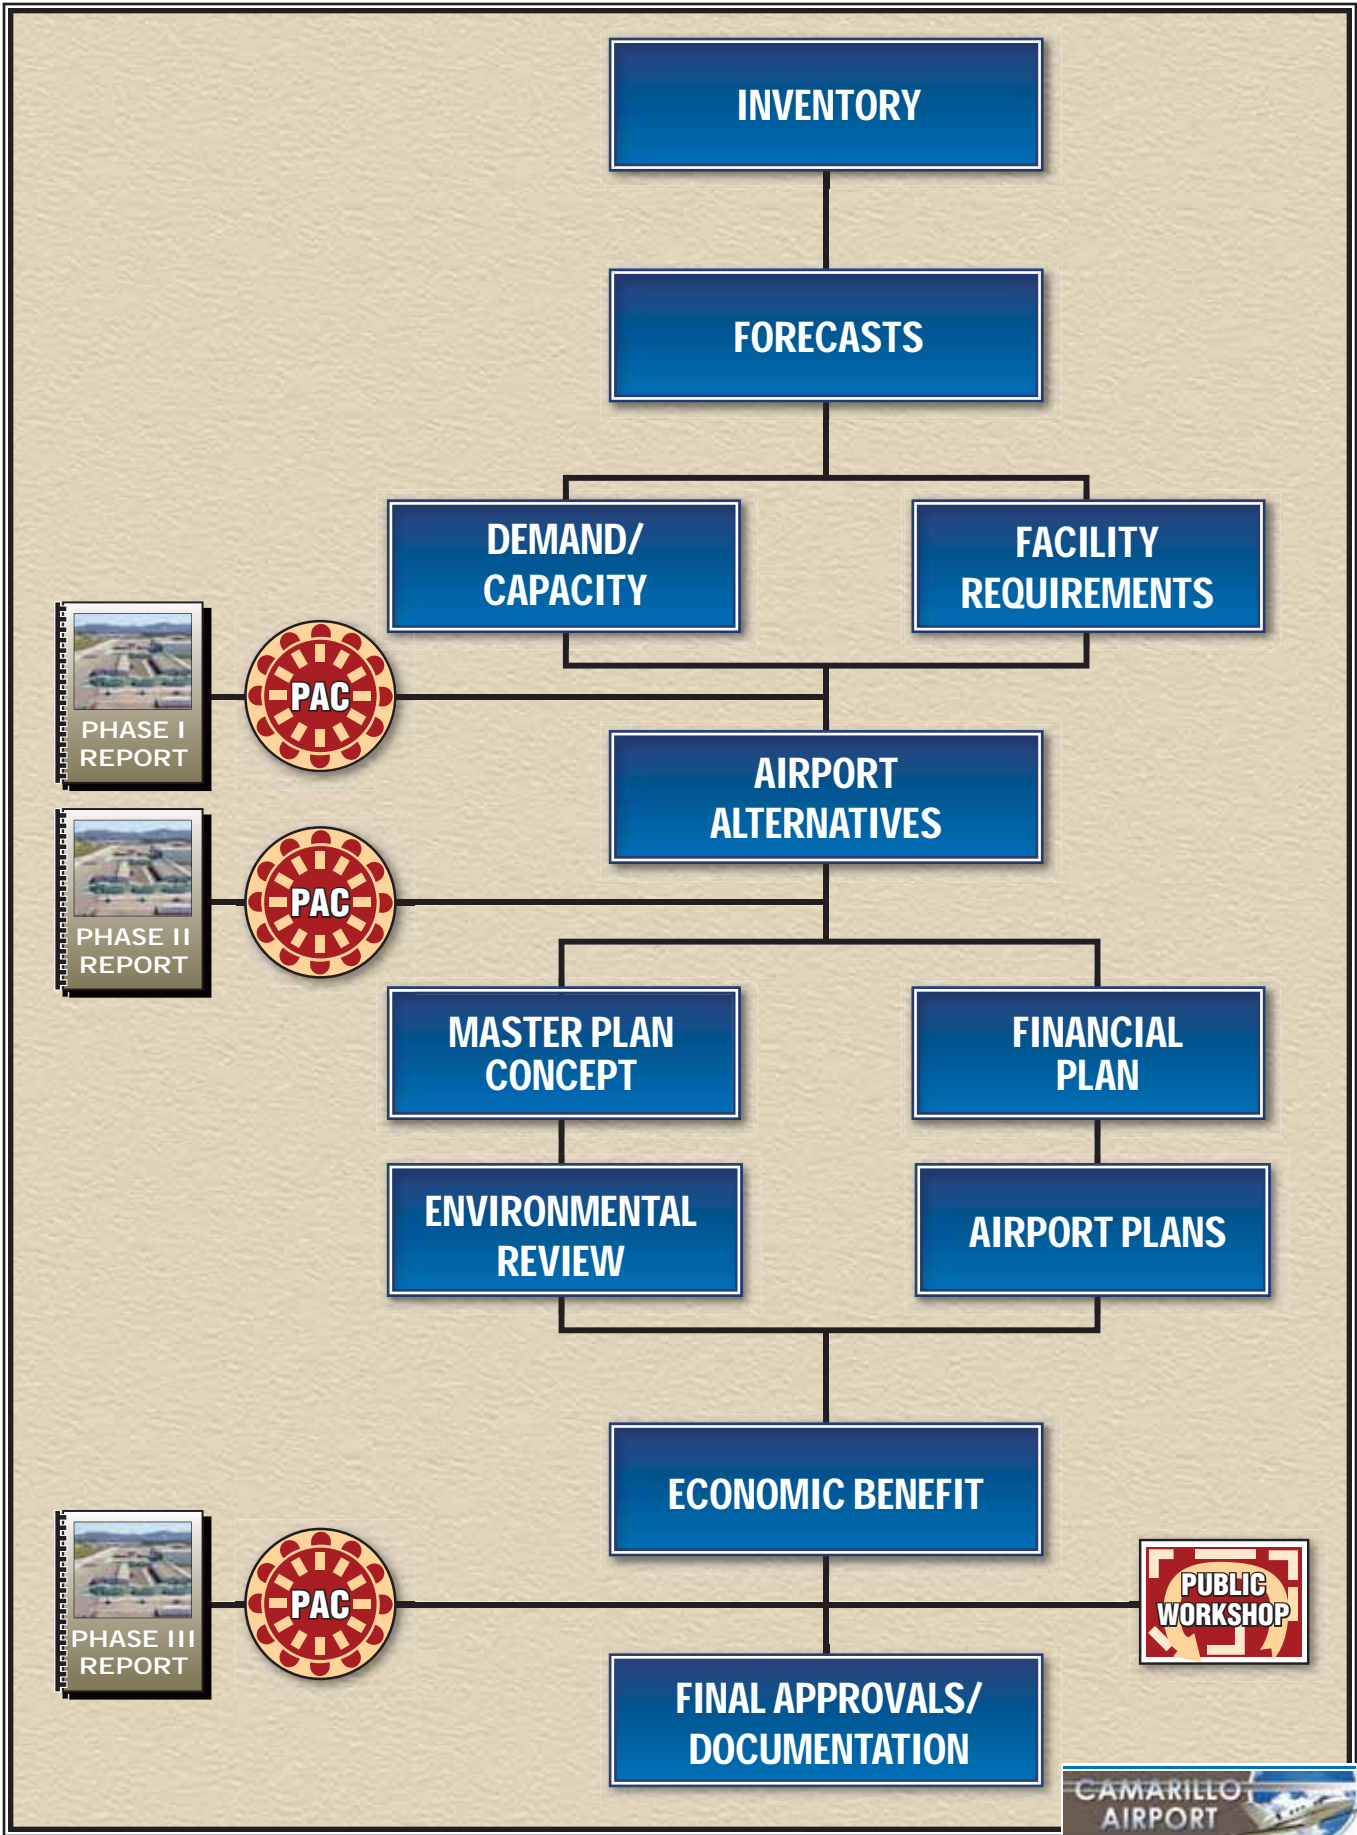 INVENTORY
FORECASTS
DEMAND/
CAPACITY
FACILITY
REQUIREMENTS
PHASE I
REPORT
PAC
AIRPORT
ALTERNATIVES
PHASE II
REPORT
PAC
MASTER PLAN
CONCEPT
FINANCIAL
PLAN
ENVIRONMENTAL
REVIEW
AIRPORT PLANS
ECONOMIC BENEFIT
PHASE III
REPORT
PAC
PUBLIC
WORKSHOP
FINAL APPROVALS/
DOCUMENTATION
CAMARILLO
AIRPORT